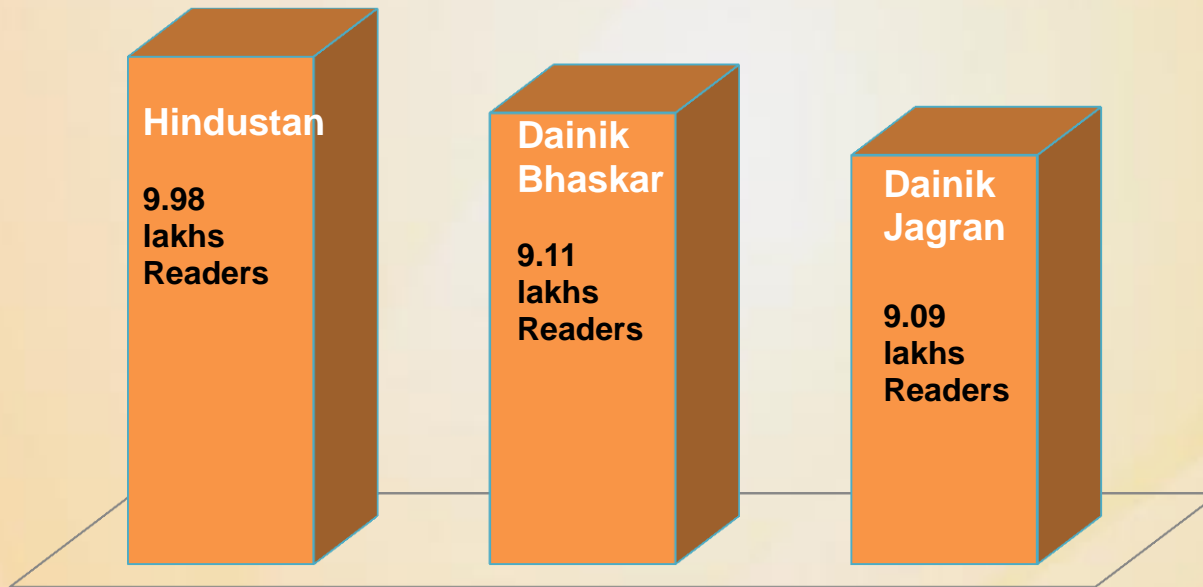 Hindustan
9.98
lakhs
Readers
Dainik
Bhaskar
9.11
lakhs
Readers
Dainik
Jagran
9.09
lakhs
Readers